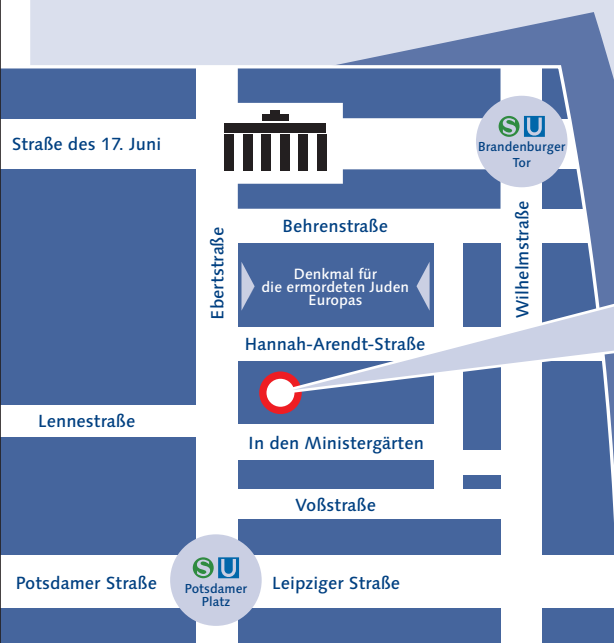 Straße des 17. Juni
S U
Brandenburger
Tor
Behrenstraße
Ebertstraße
Wilhelmstraße
Denkmal für
die ermordeten Juden
Europas
Hannah-Arendt-Straße
Lennestraße
In den Ministergärten
Voßstraße
S U
Potsdamer
Platz
Potsdamer Straße
Leipziger Straße